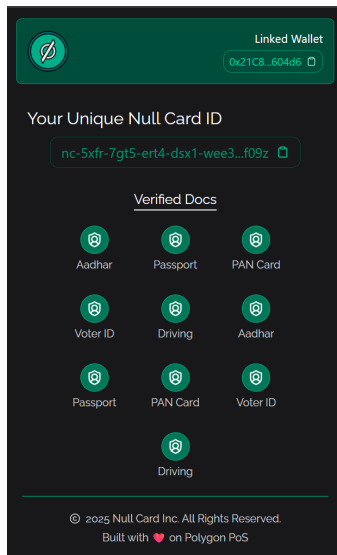 Linked Wallet
0x21C8...604d6
Your Unique Null Card ID
nc-5xfr-7gt5-ert4-dsx1-wee3...f09z
Verified Docs
Aadhar Passport PAN Card
Voter ID Driving Aadhar
Passport PAN Card Voter ID
Driving
© 2025 Null Card Inc. All Rights Reserved.
Built with ❤️ on Polygon PoS